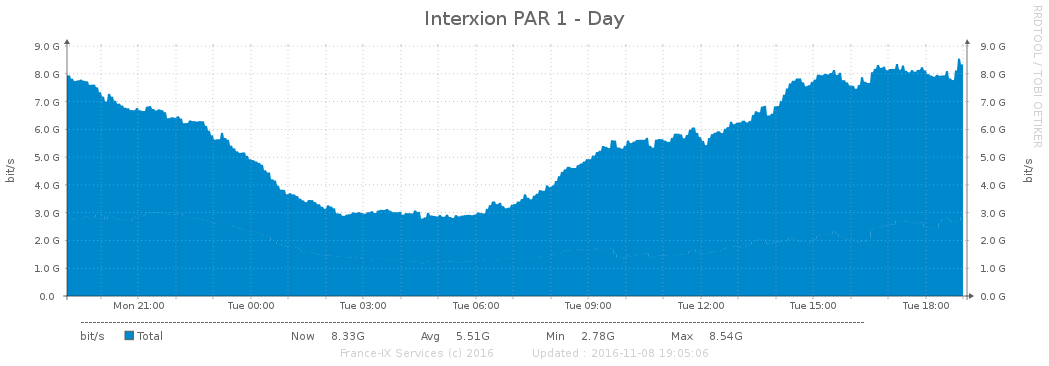 Interxion PAR 1 - Day
RRDTOOL / TOBI OETIKER
9.0 G 9.0 G
8.0 G 8.0 G
7.0 G 7.0 G
6.0 G 6.0 G
5.0 G 5.0 G
4.0 G 4.0 G
3.0 G 3.0 G
2.0 G 2.0 G
1.0 G 1.0 G
0.0 0.0 G
bit/s bit/s
Mon 21:00 Tue 00:00 Tue 03:00 Tue 06:00 Tue 09:00 Tue 12:00 Tue 15:00 Tue 18:00
bit/s Total Now 8.33G Avg 5.51G Min 2.78G Max 8.54G
France-IX Services (c) 2016 Updated : 2016-11-08 19:05:06